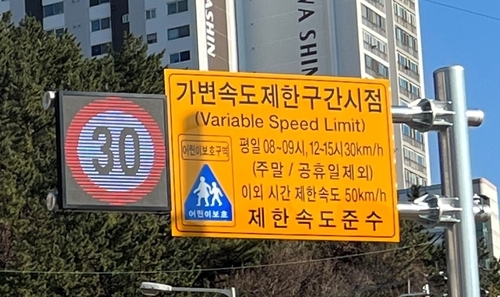 ASHIN
NA SHIN
가변속도제한구간시점
(Variable Speed Limit)
30
어린이보호구역
평일 08~09시, 12-15시 30km/h
(주말 / 공휴일제외)
이외 시간 제한속도 50km/h
어린이보호
제한속도준수